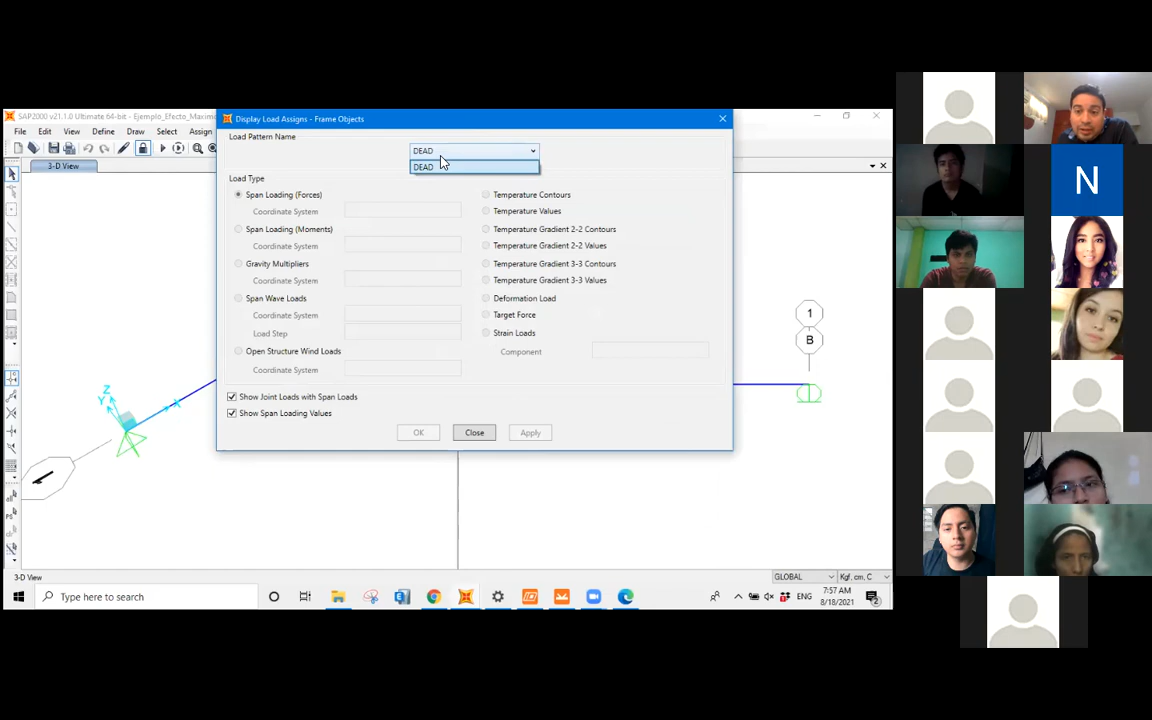 SAP2000 v21.1.0 Ultimate 64-bit - Ejemplo_Efecto_Maximo
Display Load Assigns - Frame Objects
File Edit View Define Draw Select Assign
Load Pattern Name
DEAD
DEAD
3-D View
Load Type
Span Loading (Forces)
Coordinate System
Span Loading (Moments)
Coordinate System
Gravity Multipliers
Coordinate System
Span Wave Loads
Coordinate System
Load Step
Open Structure Wind Loads
Coordinate System
Temperature Contours
Temperature Values
Temperature Gradient 2-2 Contours
Temperature Gradient 2-2 Values
Temperature Gradient 3-3 Contours
Temperature Gradient 3-3 Values
Deformation Load
Target Force
Strain Loads
Component
Show Joint Loads with Span Loads
Show Span Loading Values
OK Close Apply
Z
Y
X
1
1
B
N
3-D View
GLOBAL
Kgf, cm, C
Type here to search
ENG
7:57 AM
8/18/2021
2